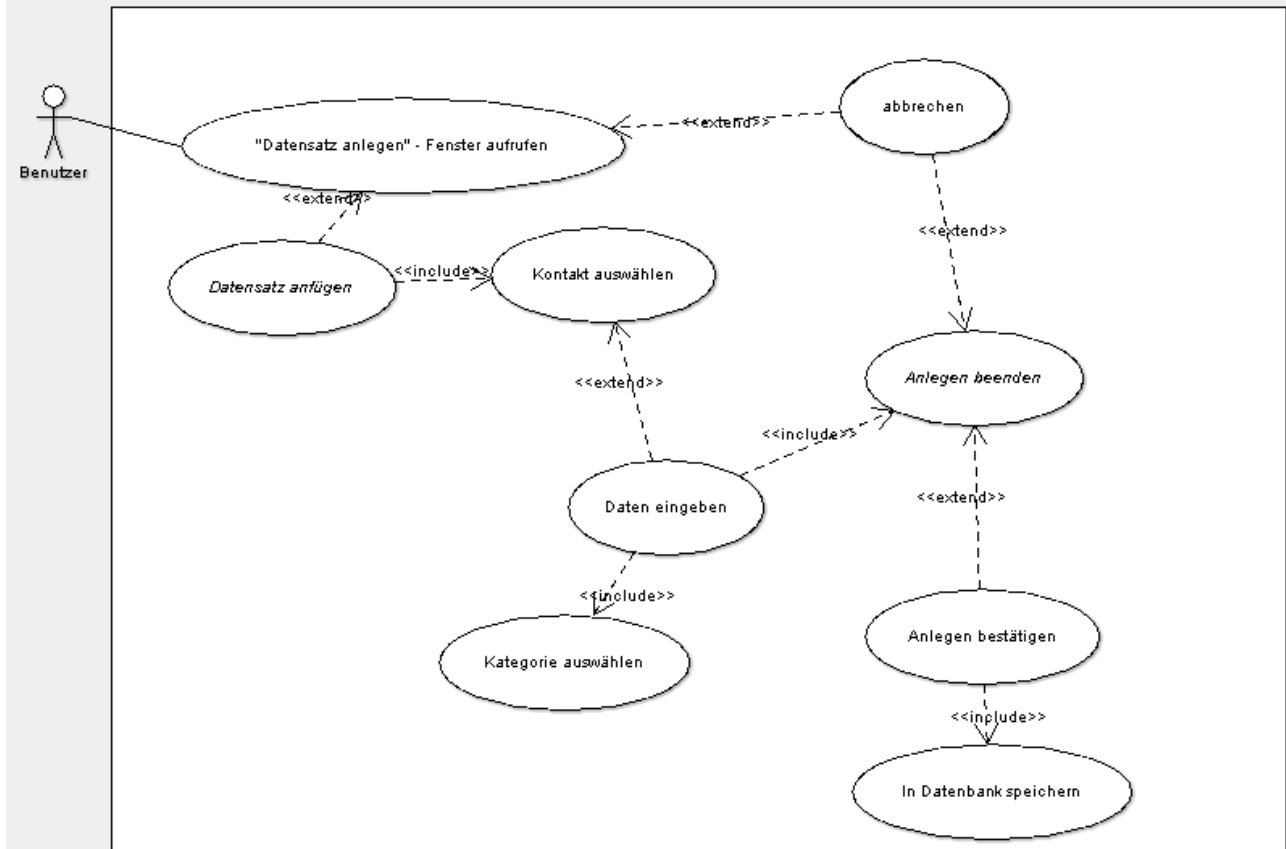 abbrechen
<<extend>>
"Datensatz anlegen" - Fenster aufrufen
Benutzer
<<extend>>
<<extend>>
<<include>>
Kontakt auswählen
Datensatz anfügen
Anlegen beenden
<<extend>>
<<include>>
<<extend>>
Daten eingeben
<<include>>
Anlegen bestätigen
Kategorie auswählen
<<include>>
In Datenbank speichern